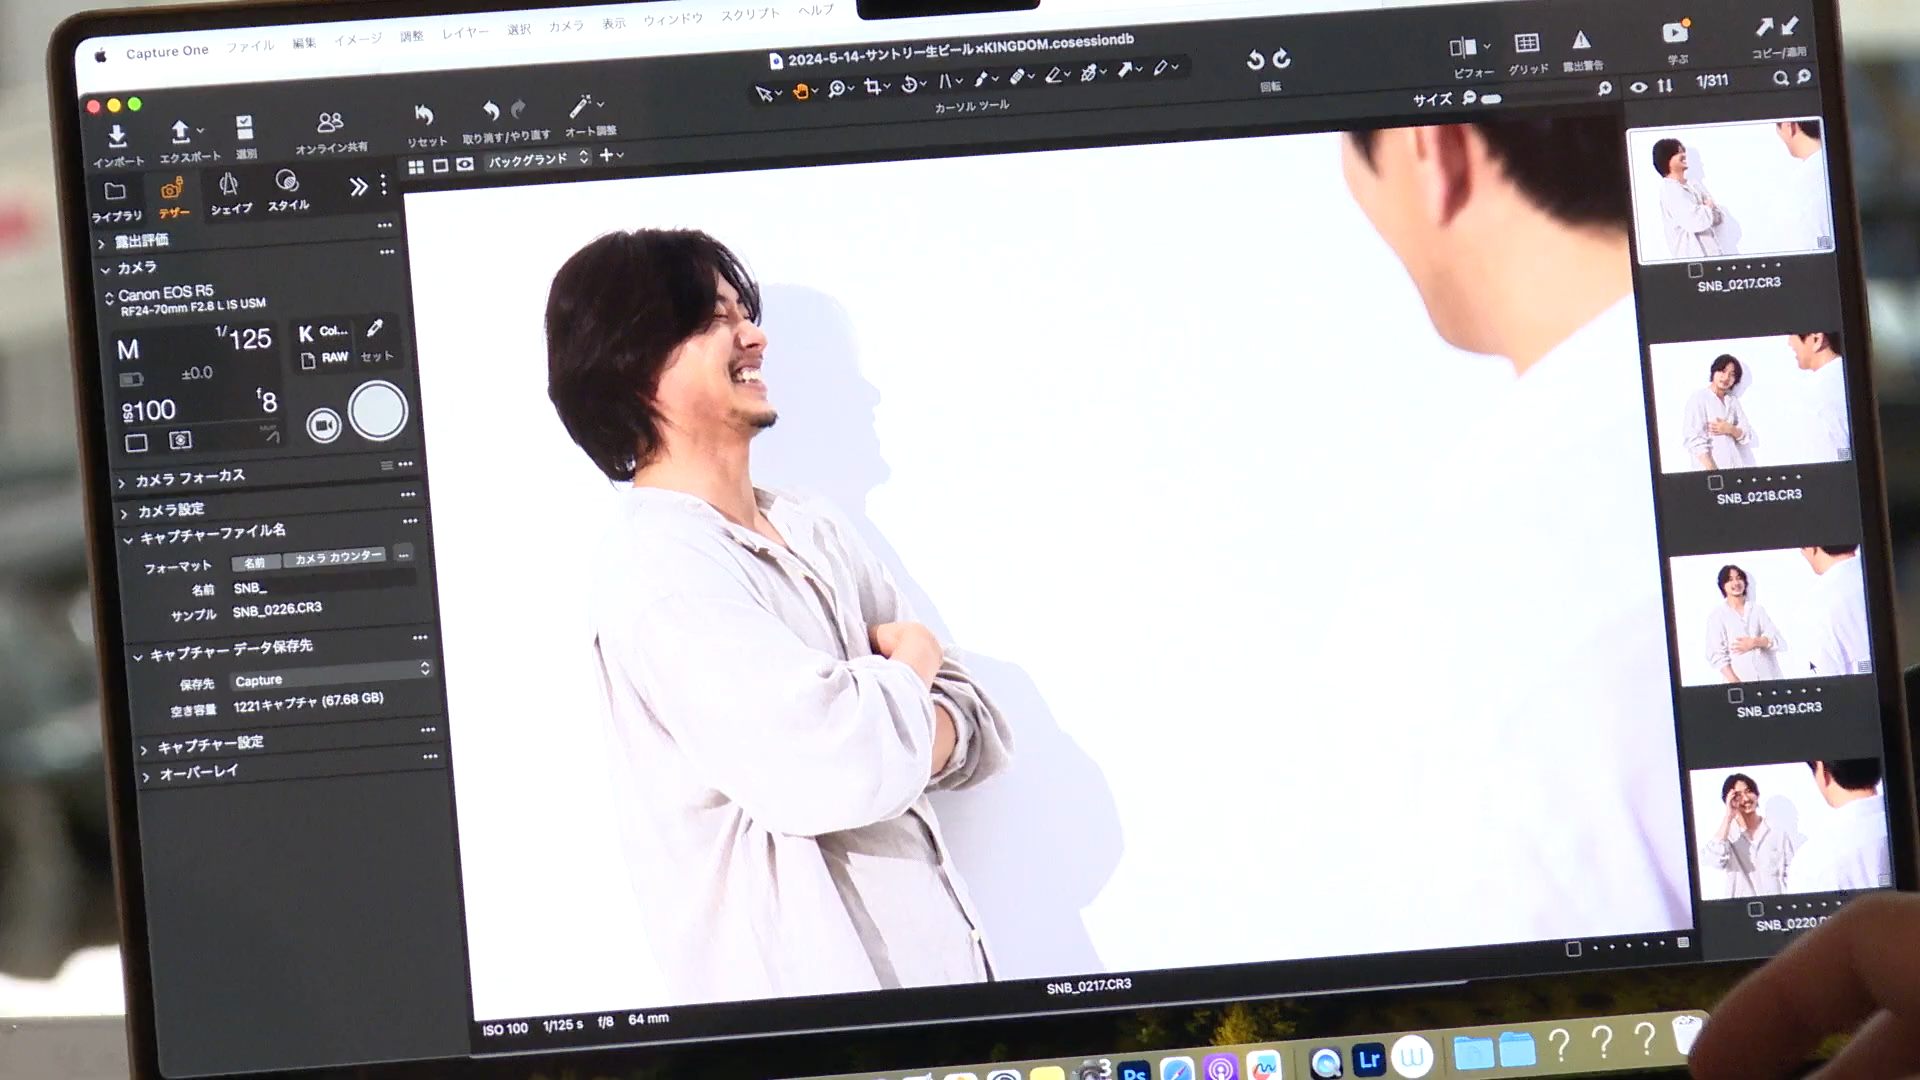 Capture One ファイル 編集 イメージ 調整 レイヤー 選択 カメラ 表示 ウィンドウ スクリプト ヘルプ
2024-5-14-サントリー生ビール×KINGDOM.cosessiondb
インポート エクスポート 選別 オンライン共有 リセット 取り消す/やり直す オート調整
カーソル ツール
回転
ビフォー グリッド 露出警告 学ぶ コピー/適用
サイズ
1/311
バックグランド
ライブラリ テザー シェイプ スタイル
露出評価
カメラ
Canon EOS R5
RF24-70mm F2.8 L IS USM
M 1/125
K Col...
RAW セット
±0.0
ISO 100 f8
カメラ フォーカス
カメラ設定
キャプチャーファイル名
フォーマット 名前 カメラ カウンター ...
名前 SNB_
サンプル SNB_0226.CR3
キャプチャー データ保存先
保存先 Capture
空き容量 1221キャプチャ (67.68 GB)
キャプチャー設定
オーバーレイ
SNB_0217.CR3
SNB_0218.CR3
SNB_0219.CR3
SNB_0220
SNB_0217.CR3
ISO 100 1/125 s f/8 64 mm
3 Ps Lr W ? ? ?